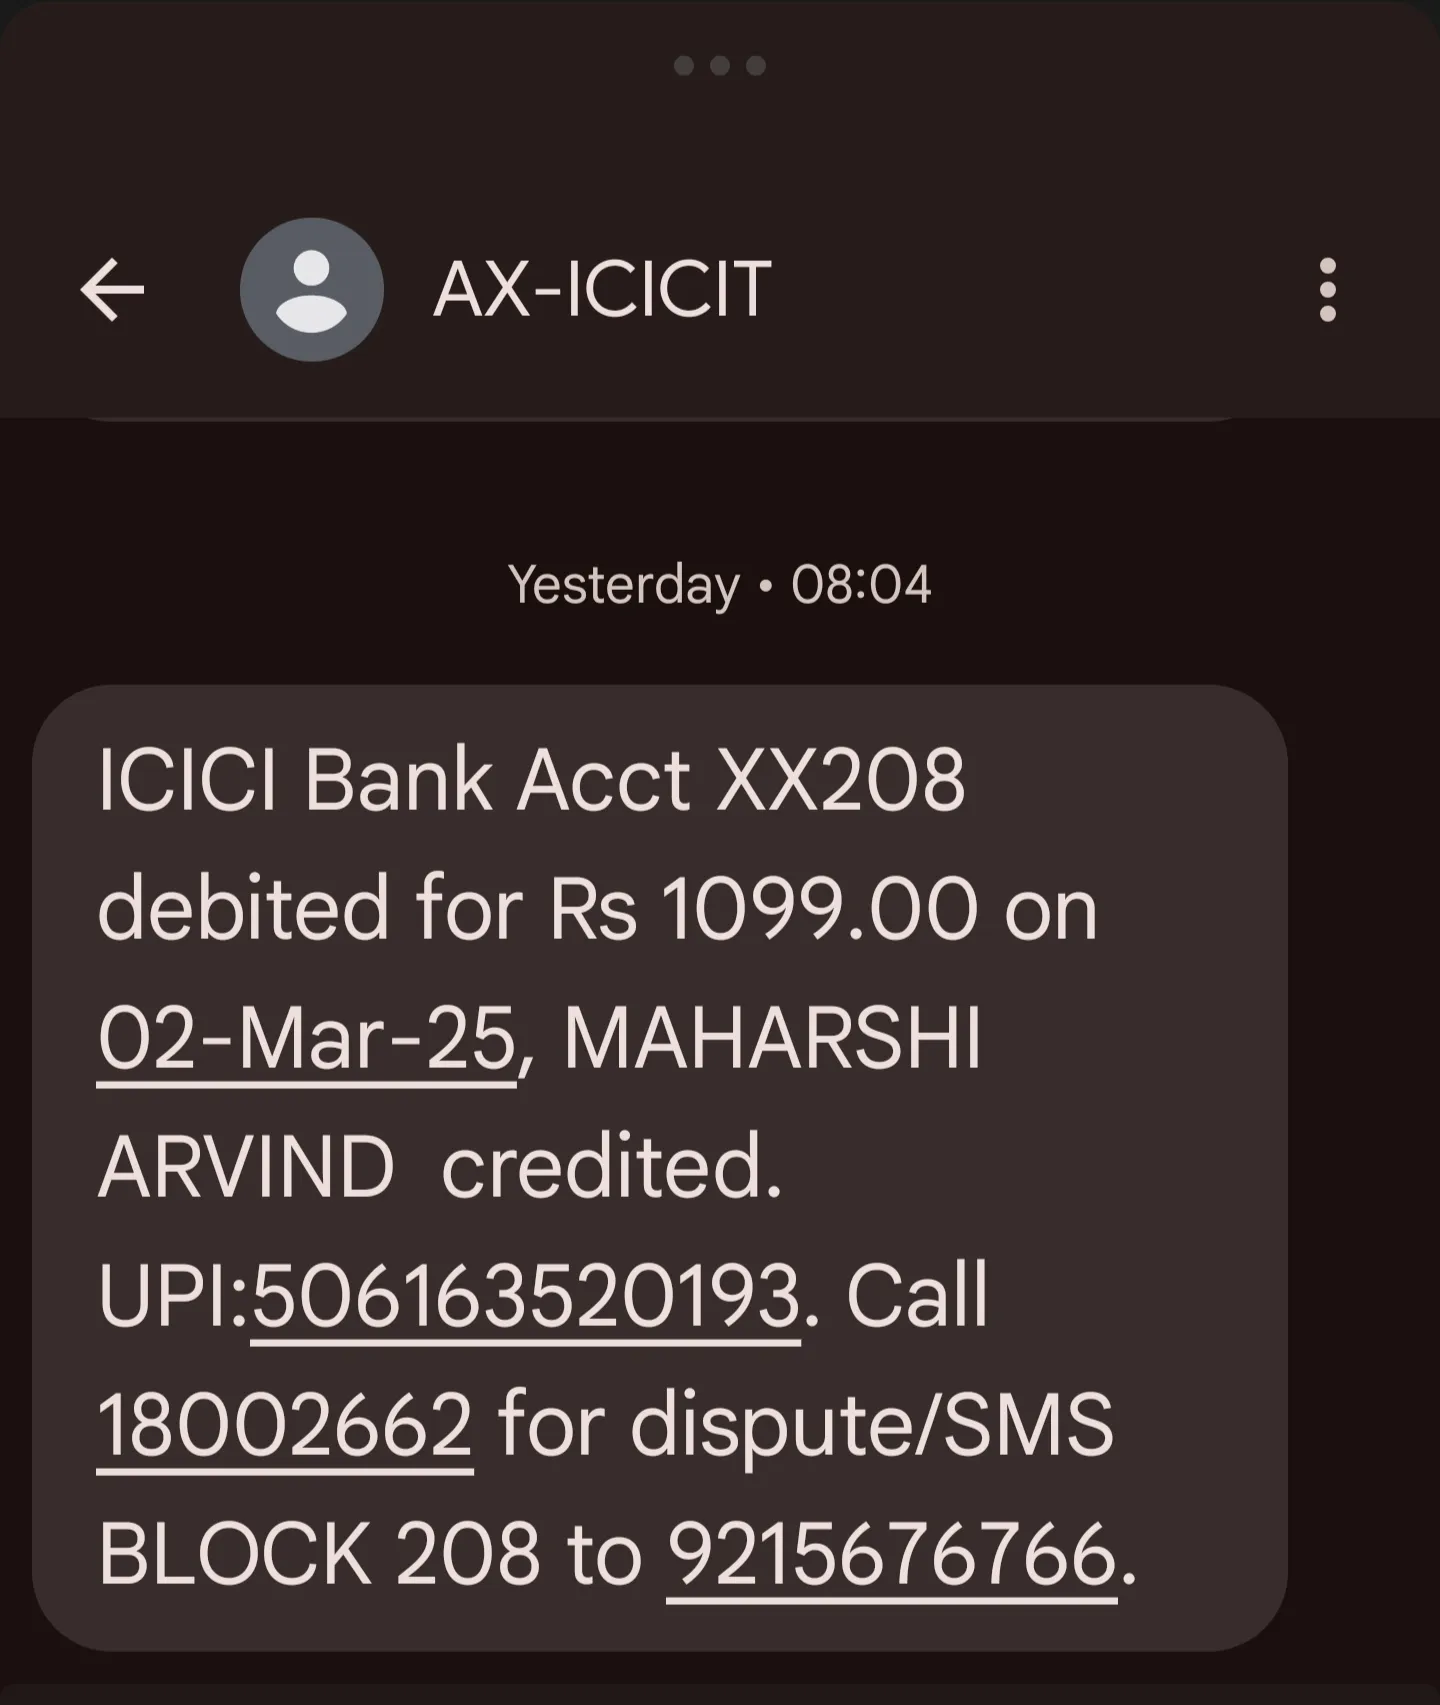 AX-ICICIT
Yesterday • 08:04
ICICI Bank Acct XX208
debited for Rs 1099.00 on
02-Mar-25, MAHARSHI
ARVIND  credited.
UPI:506163520193. Call
18002662 for dispute/SMS
BLOCK 208 to 9215676766.